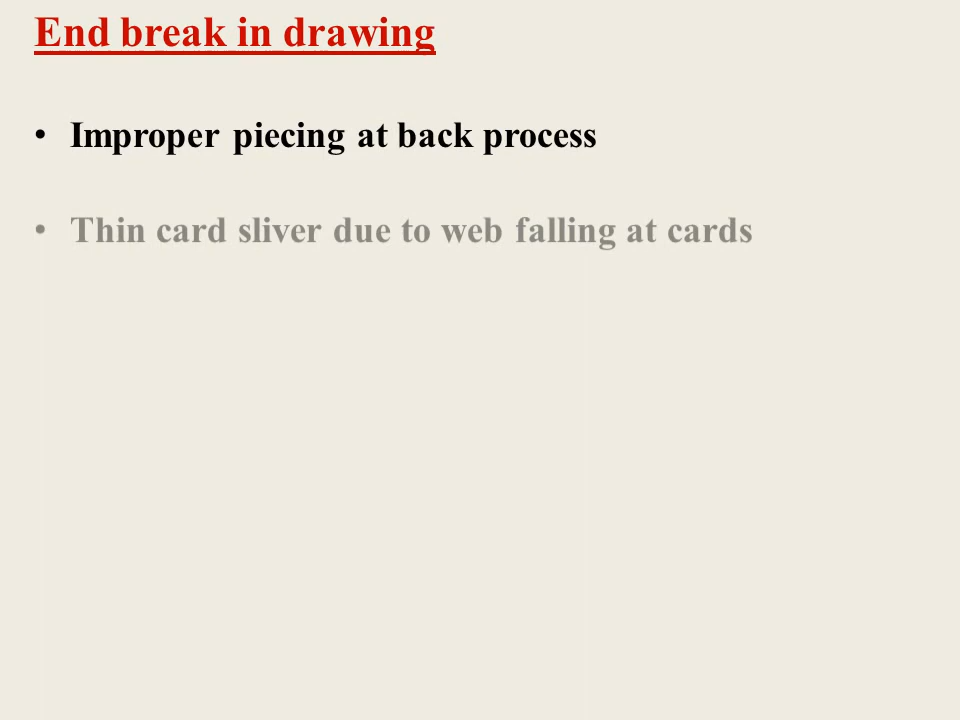 End break in drawing
• Improper piecing at back process
• Thin card sliver due to web falling at cards